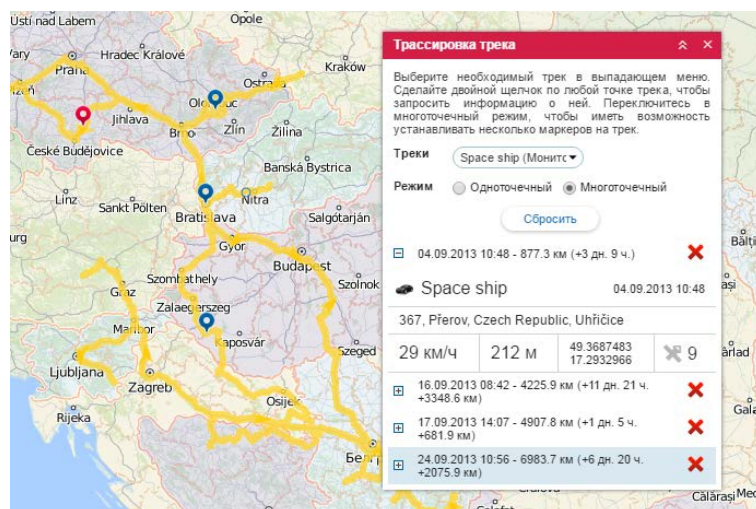 Ústí nad Labem
Opole
Hradec Králové
Praha
Kraków
Ostrava
Olomouc
Jihlava
Brno
Zlín
Žilina
České Budějovice
Banská Bystrica
Linz
Sankt Pölten
Nitra
Bratislava
Salgótarján
Győr
Budapest
Szombathely
Szolnok
Graz
Zalaegerszeg
Maribor
Kaposvár
Szeged
Ljubljana
Zagreb
Rijeka
Osijek
Трассировка трека
Выберите необходимый трек в выпадающем меню.
Сделайте двойной щелчок по любой точке трека, чтобы
запросить информацию о ней. Переключитесь в
многоточечный режим, чтобы иметь возможность
устанавливать несколько маркеров на трек.
Треки
Space ship (Монито
Режим
Одноточечный
Многоточечный
Сбросить
04.09.2013 10:48 - 877.3 км (+3 дн. 9 ч.)
Space ship
04.09.2013 10:48
367, Přerov, Czech Republic, Uhřičice
29 км/ч
212 м
49.3687483
17.2932966
9
16.09.2013 08:42 - 4225.9 км (+11 дн. 21 ч.
+3348.6 км)
17.09.2013 14:07 - 4907.8 км (+1 дн. 5 ч.
+681.9 км)
24.09.2013 10:56 - 6983.7 км (+6 дн. 20 ч.
+2075.9 км)
Bălți
Călărași